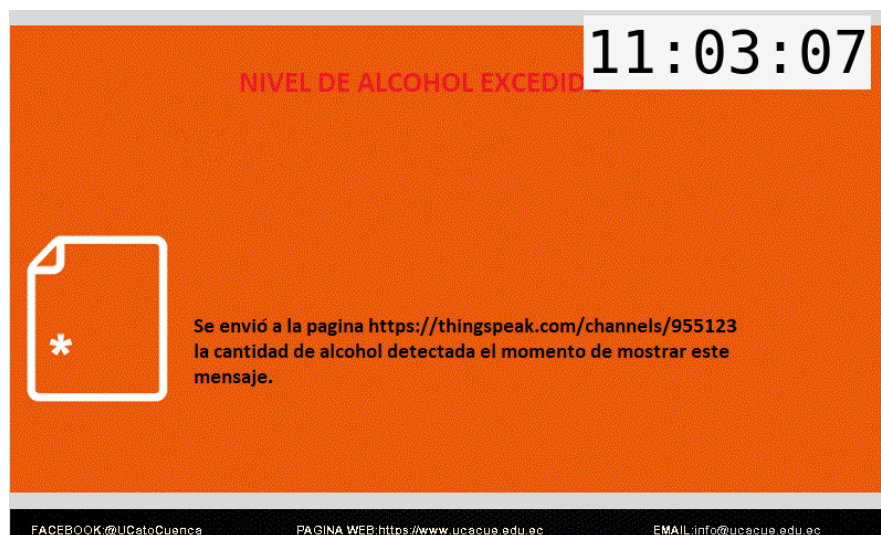 11:03:07
NIVEL DE ALCOHOL EXCEDIDO
*
Se envió a la pagina https://thingspeak.com/channels/955123
la cantidad de alcohol detectada el momento de mostrar este
mensaje.
FACEBOOK:@UCatoCuenca PAGINA WEB:https://www.ucacue.edu.ec EMAIL:info@ucacue.edu.ec